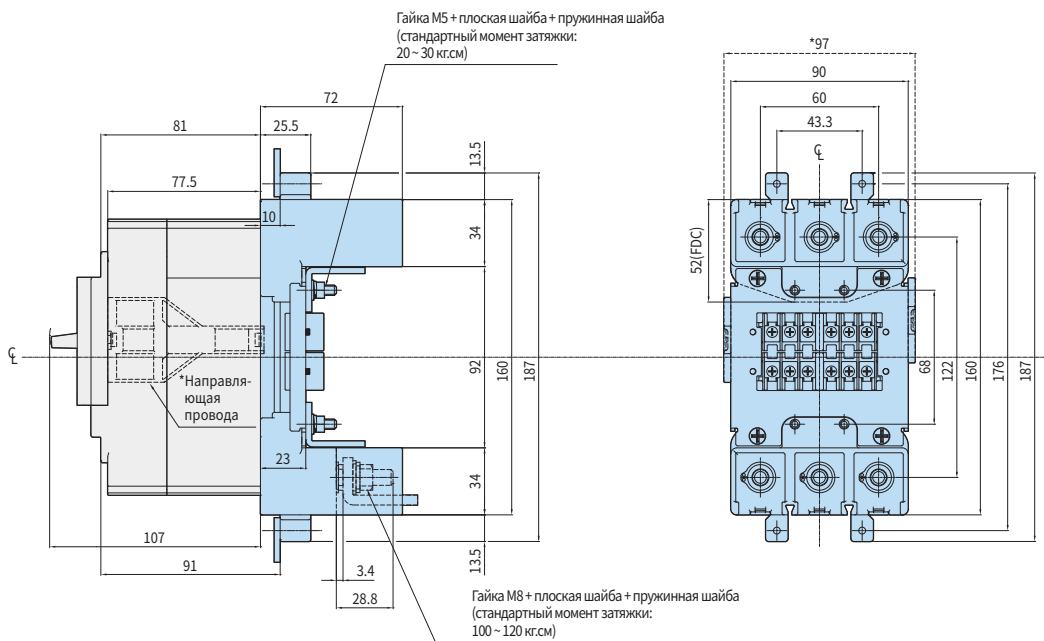 Гайка М5 + плоская шайба + пружинная шайба
(стандартный момент затяжки:
20 ~ 30 кг.см)
72
81
25.5
77.5
10
13.5
34
92
160
187
℄
*Направля-
ющая
провода
23
34
107
91
3.4
28.8
13.5
Гайка М8 + плоская шайба + пружинная шайба
(стандартный момент затяжки:
100 ~ 120 кг.см)
*97
90
60
43.3
℄
52(FDC)
68
122
160
176
187